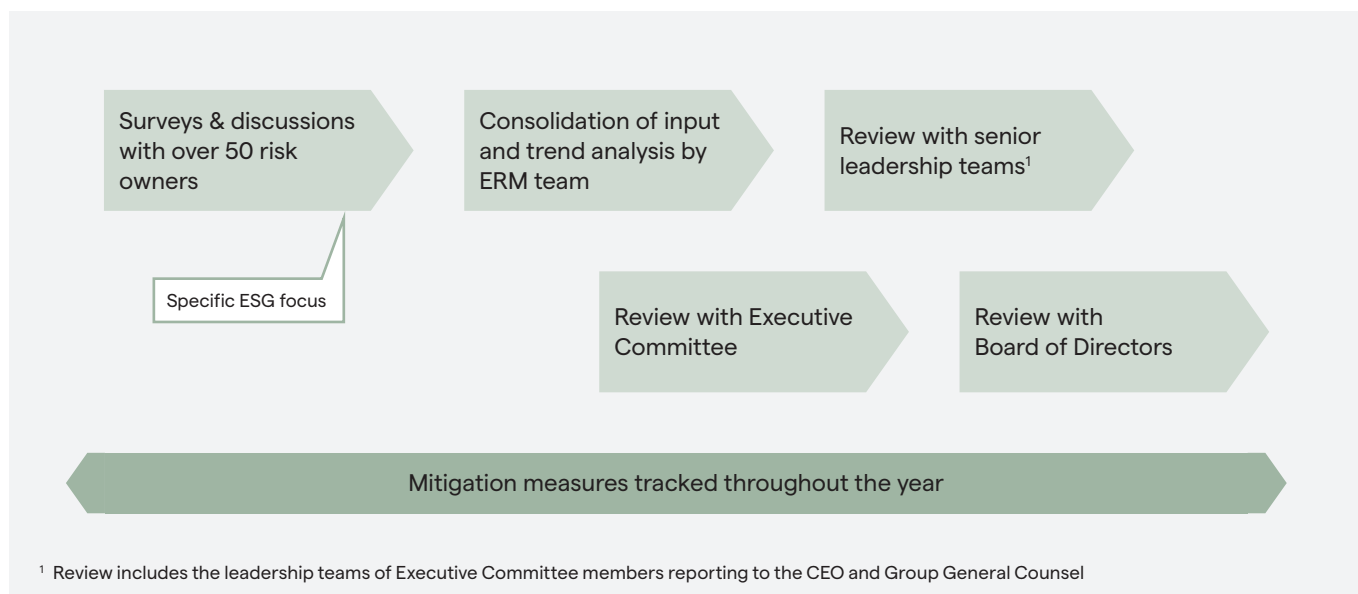 Surveys & discussions
with over 50 risk
owners
Consolidation of input
and trend analysis by
ERM team
Review with senior
leadership teams¹
Specific ESG focus
Review with Executive
Committee
Review with
Board of Directors
Mitigation measures tracked throughout the year
¹ Review includes the leadership teams of Executive Committee members reporting to the CEO and Group General Counsel